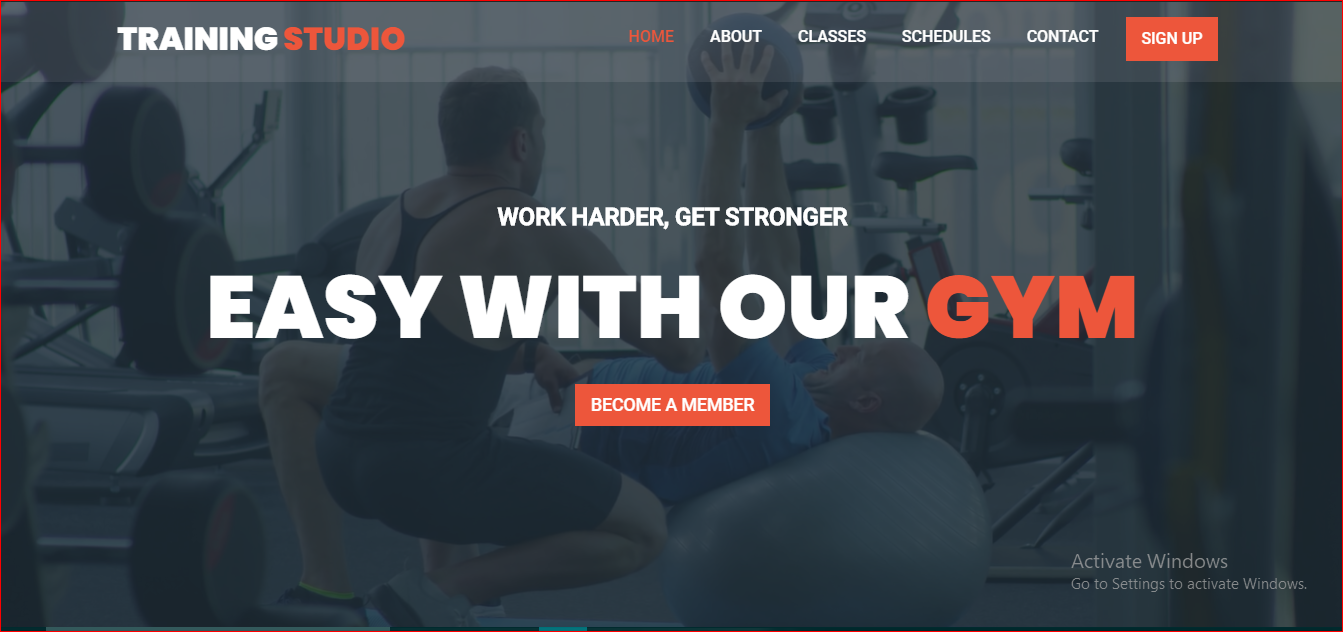 TRAINING STUDIO
HOME ABOUT CLASSES SCHEDULES CONTACT SIGN UP
WORK HARDER, GET STRONGER
EASY WITH OUR GYM
BECOME A MEMBER
Activate Windows
Go to Settings to activate Windows.